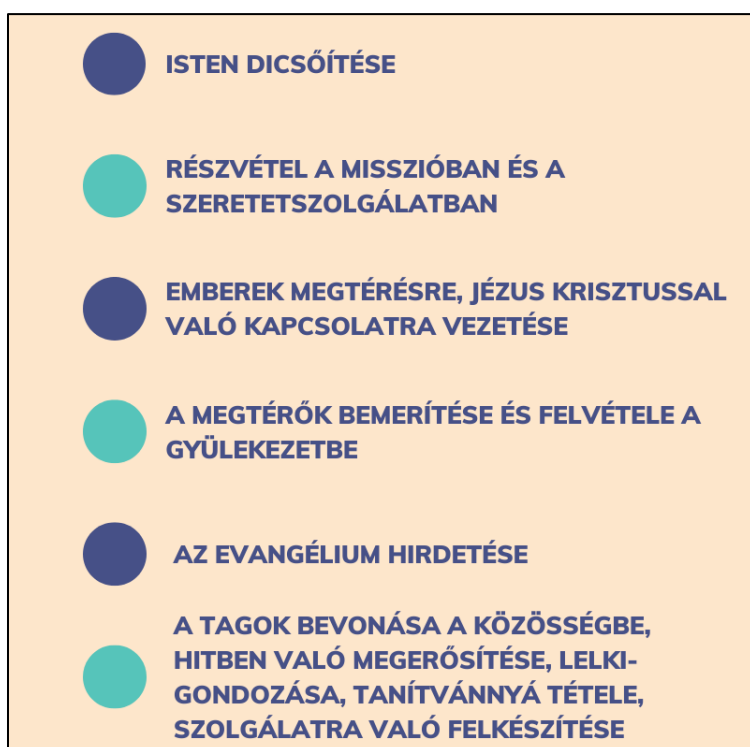 ISTEN DICSŐÍTÉSE
RÉSZVÉTEL A MISSZIÓBAN ÉS A
SZERETETSZOLGÁLATBAN
EMBEREK MEGTÉRÉSRE, JÉZUS KRISZTUSSAL
VALÓ KAPCSOLATRA VEZETÉSE
A MEGTÉRŐK BEMERÍTÉSE ÉS FELVÉTELE A
GYÜLEKEZETBE
AZ EVANGÉLIUM HIRDETÉSE
A TAGOK BEVONÁSA A KÖZÖSSÉGBE,
HITBEN VALÓ MEGERŐSÍTÉSE, LELKI-
GONDOZÁSA, TANÍTVÁNNYÁ TÉTELE,
SZOLGÁLATRA VALÓ FELKÉSZÍTÉSE